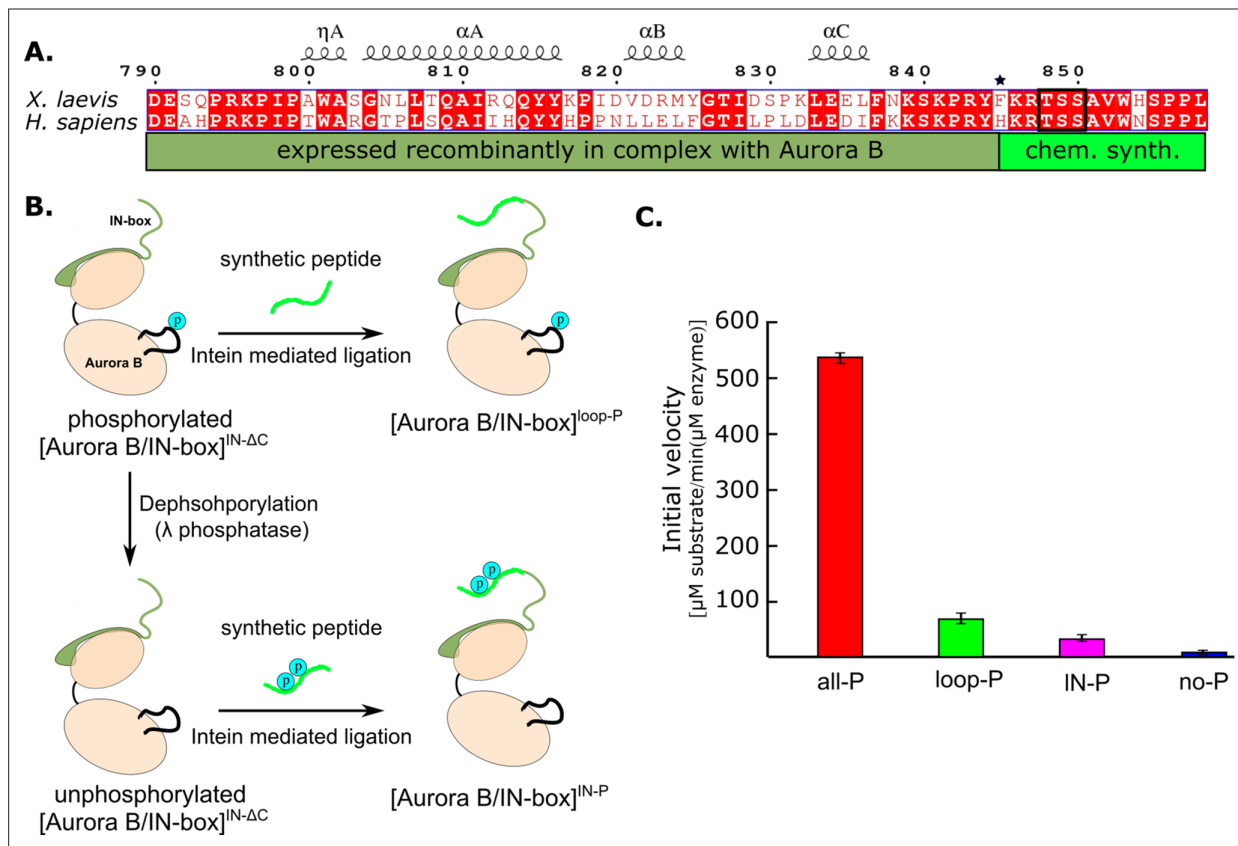 A.
ηA αA αB αC
790 800 810 820 830 840 ★ 850
X. laevis DESQPRKPIPAWASGNLLTQAIRQQYYKPIDVDRMYGTIDSPKLEELFNKSKPRYFKRTSSAVWHSPPL
H. sapiens DEAHPRKPIPTWARGTPLSQAIIHQYYHPPNLLELFGTILPLDLEDIFKKSKPRYHKRTSSAVWNSPPL
expressed recombinantly in complex with Aurora B chem. synth.
B.
IN-box
synthetic peptide
P
P
Aurora B
Intein mediated ligation
phosphorylated
[Aurora B/IN-box]IN-ΔC
[Aurora B/IN-box]loop-P
Dephsohporylation
(λ phosphatase)
synthetic peptide
P P
P P
Intein mediated ligation
unphosphorylated
[Aurora B/IN-box]IN-ΔC
[Aurora B/IN-box]IN-P
C.
Initial velocity
[μM substrate/min(μM enzyme)]
600
500
400
300
200
100
all-P loop-P IN-P no-P